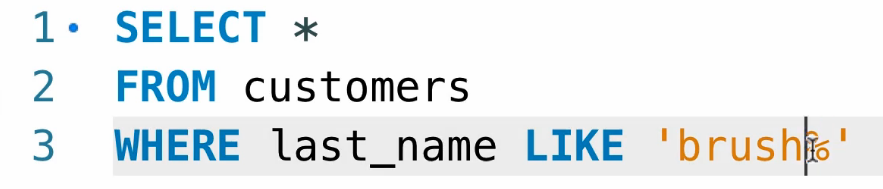 1 SELECT *
2 FROM customers
3 WHERE last_name LIKE 'brush%'